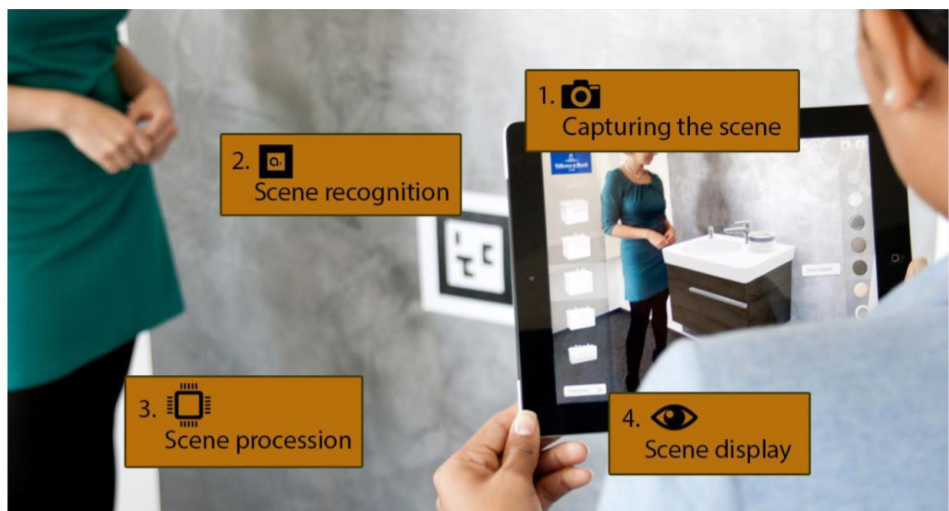 1.
Capturing the scene
2.
Scene recognition
3.
Scene procession
4.
Scene display